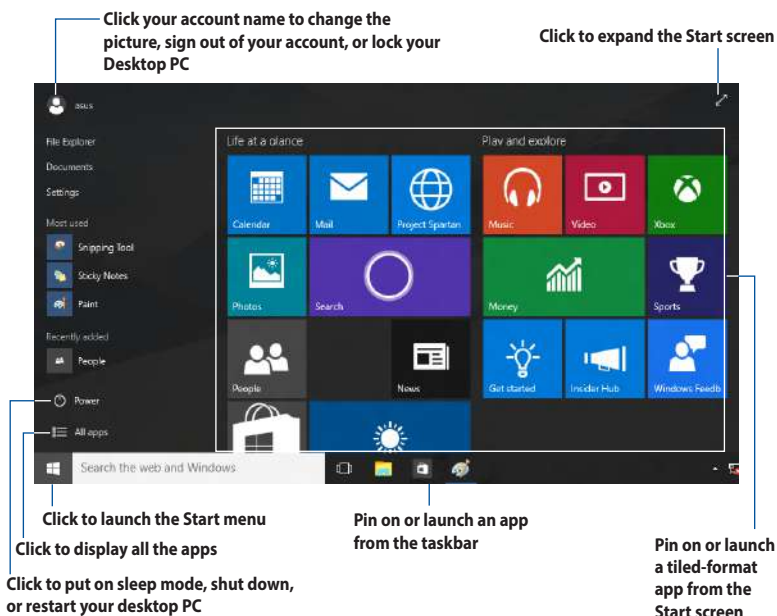 Click your account name to change the
picture, sign out of your account, or lock your
Desktop PC
Click to expand the Start screen
asus
File Explorer
Documents
Settings
Most used
Snipping Tool
Sticky Notes
Paint
Recently added
People
Power
All apps
Life at a glance
Play and explore
Calendar
Mail
Project Spartan
Music
Video
Xbox
Photos
Search
Money
Sports
People
News
Get started
Insider Hub
Windows Feedb
Search the web and Windows
Click to launch the Start menu
Click to display all the apps
Click to put on sleep mode, shut down,
or restart your desktop PC
Pin on or launch an app
from the taskbar
Pin on or launch
a tiled-format
app from the
Start screen